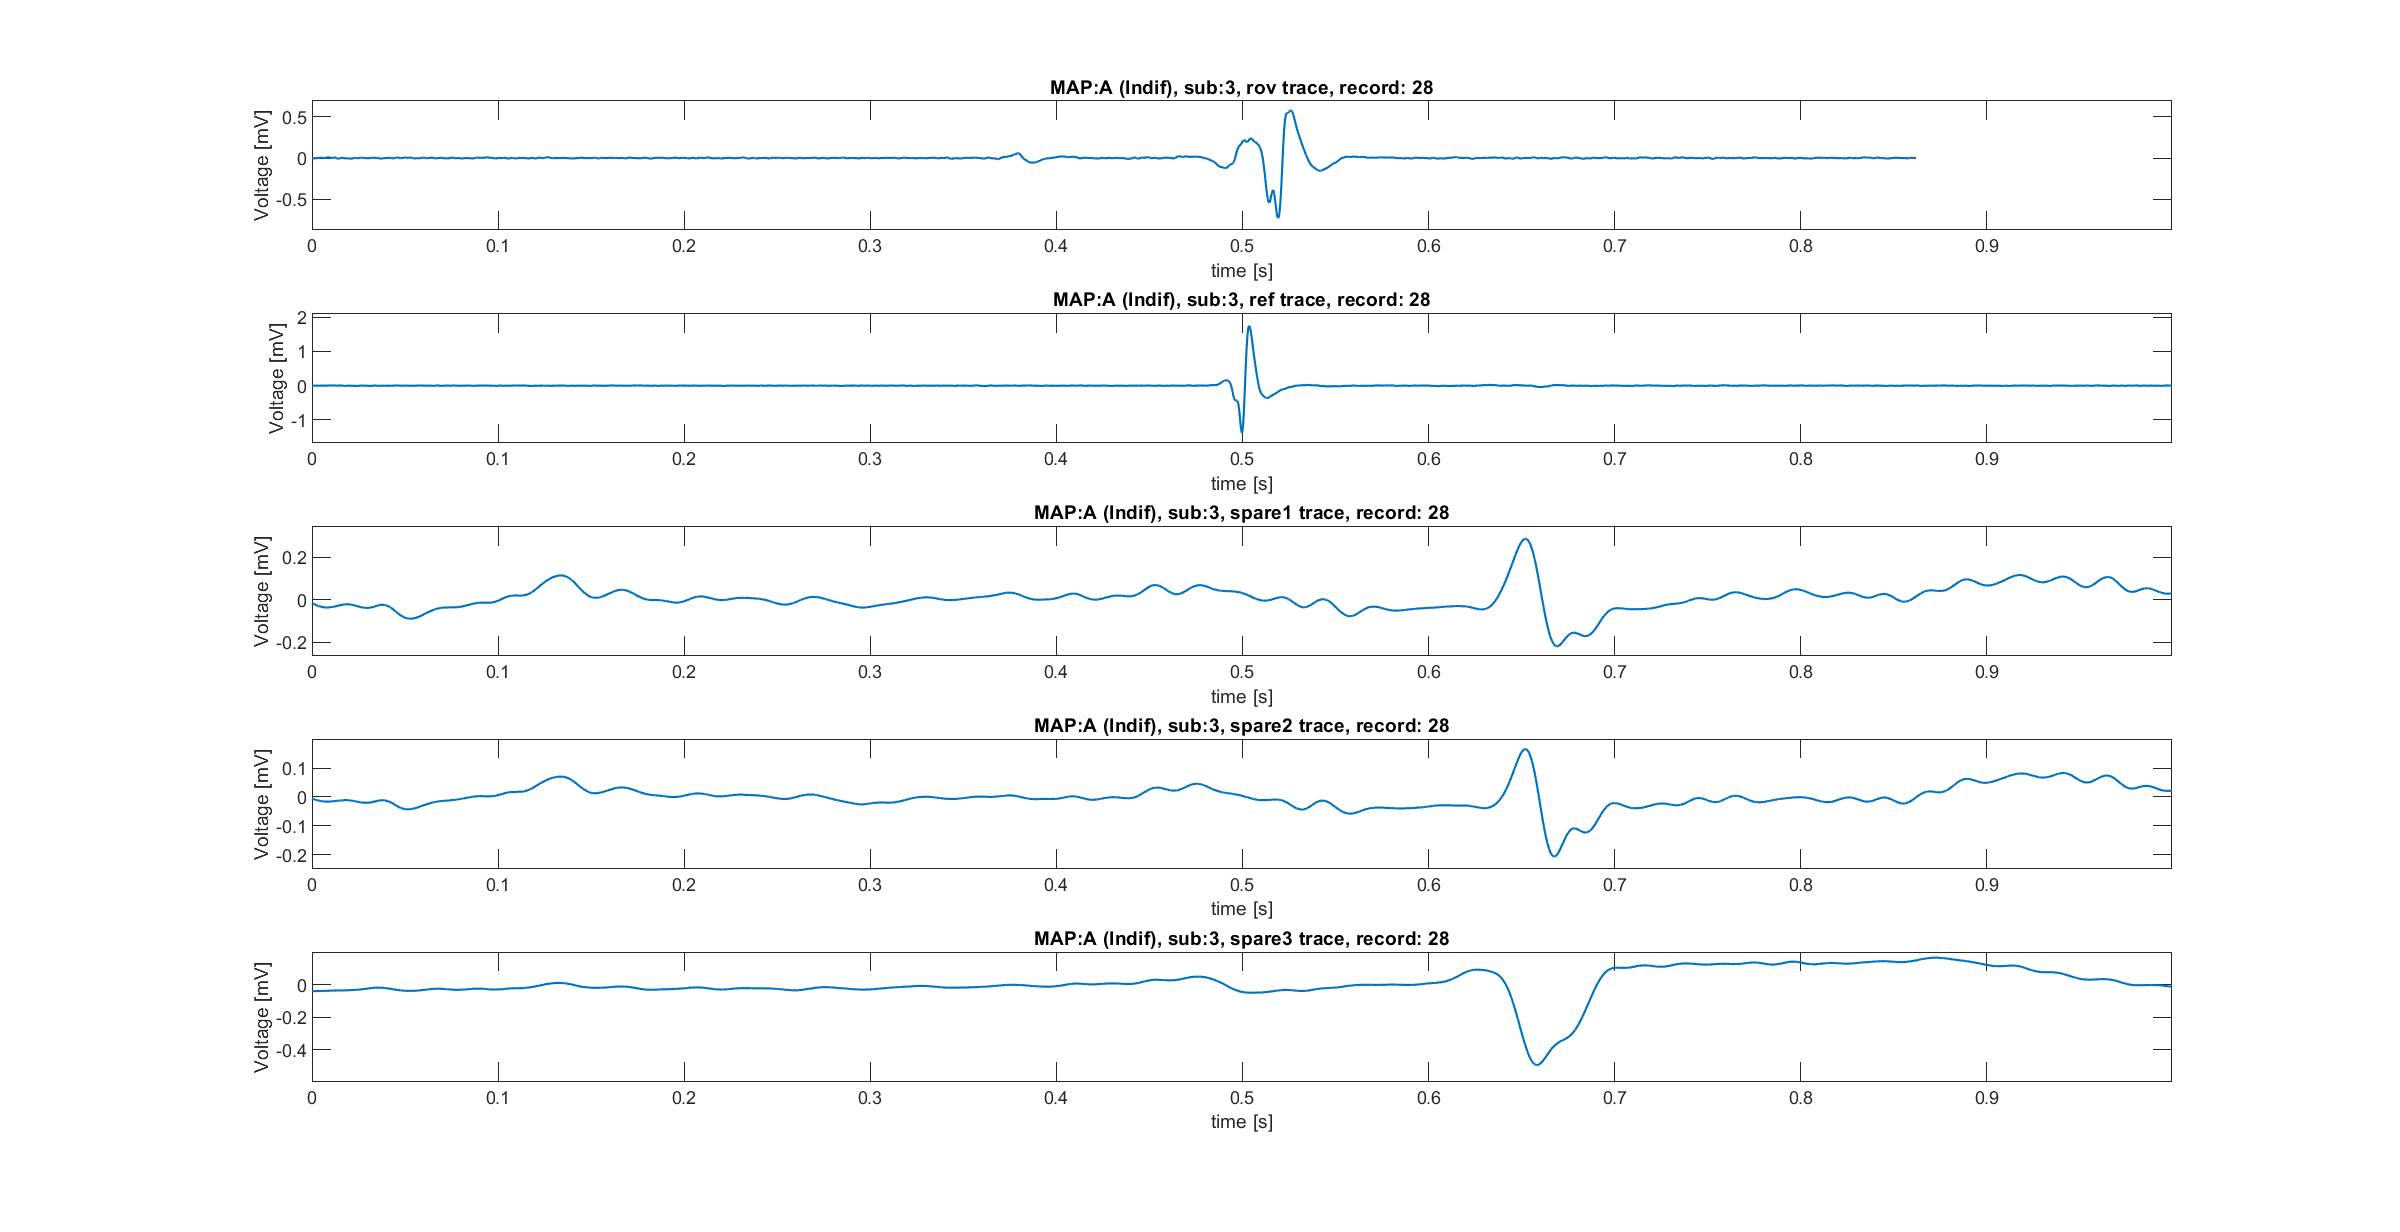 MAP:A (Indif), sub:3, rov trace, record: 28
Voltage [mV]
0.5
0
-0.5
0 0.1 0.2 0.3 0.4 0.5 0.6 0.7 0.8 0.9
time [s]
MAP:A (Indif), sub:3, ref trace, record: 28
Voltage [mV]
2
1
0
-1
0 0.1 0.2 0.3 0.4 0.5 0.6 0.7 0.8 0.9
time [s]
MAP:A (Indif), sub:3, spare1 trace, record: 28
Voltage [mV]
0.2
0
-0.2
0 0.1 0.2 0.3 0.4 0.5 0.6 0.7 0.8 0.9
time [s]
MAP:A (Indif), sub:3, spare2 trace, record: 28
Voltage [mV]
0.1
0
-0.1
-0.2
0 0.1 0.2 0.3 0.4 0.5 0.6 0.7 0.8 0.9
time [s]
MAP:A (Indif), sub:3, spare3 trace, record: 28
Voltage [mV]
0
-0.2
-0.4
0 0.1 0.2 0.3 0.4 0.5 0.6 0.7 0.8 0.9
time [s]